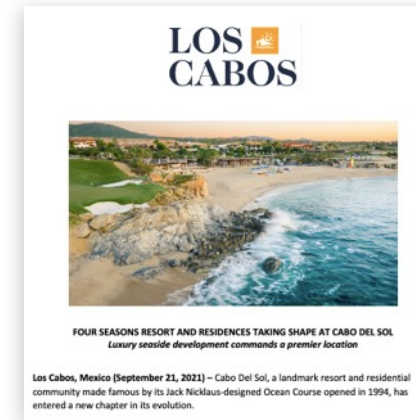 LOS
CABOS
FOUR SEASONS RESORT AND RESIDENCES TAKING SHAPE AT CABO DEL SOL
Luxury seaside development commands a premier location
Los Cabos, Mexico (September 21, 2021) – Cabo Del Sol, a landmark resort and residential
community made famous by its Jack Nicklaus-designed Ocean Course opened in 1994, has
entered a new chapter in its evolution.